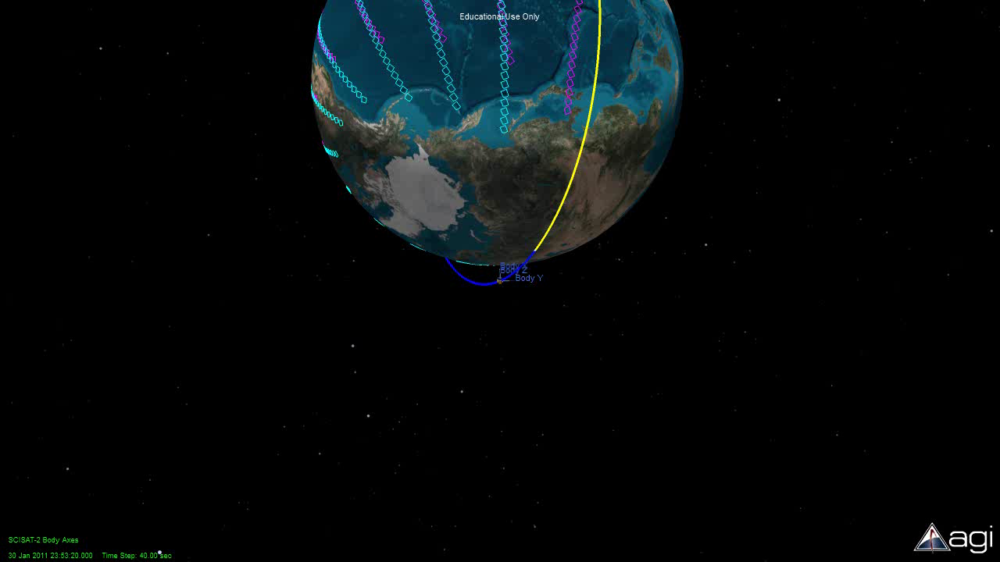 Educational Use Only
Body Z
Body Y
SCISAT-2 Body Axes
30 Jan 2011 23:53:20.000 Time Step: 40.00 sec
agi